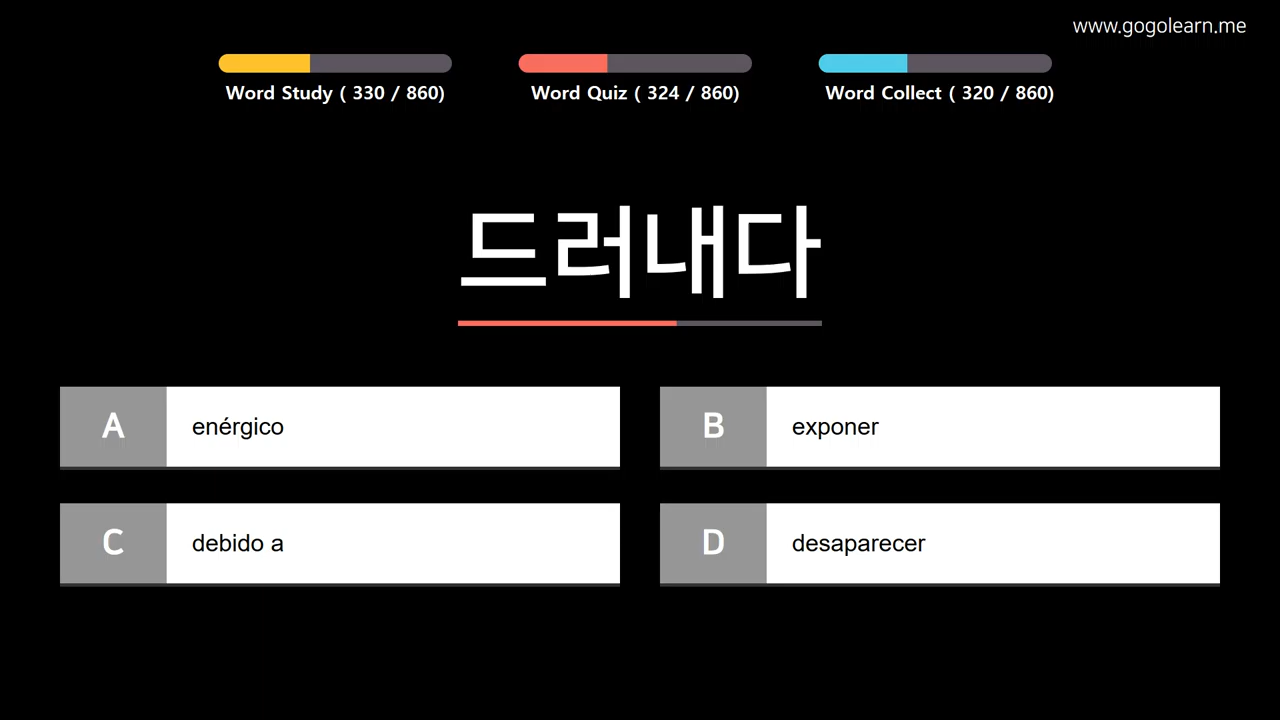 www.gogolearn.me
Word Study ( 330 / 860)
Word Quiz ( 324 / 860)
Word Collect ( 320 / 860)
드러내다
A
enérgico
B
exponer
C
debido a
D
desaparecer